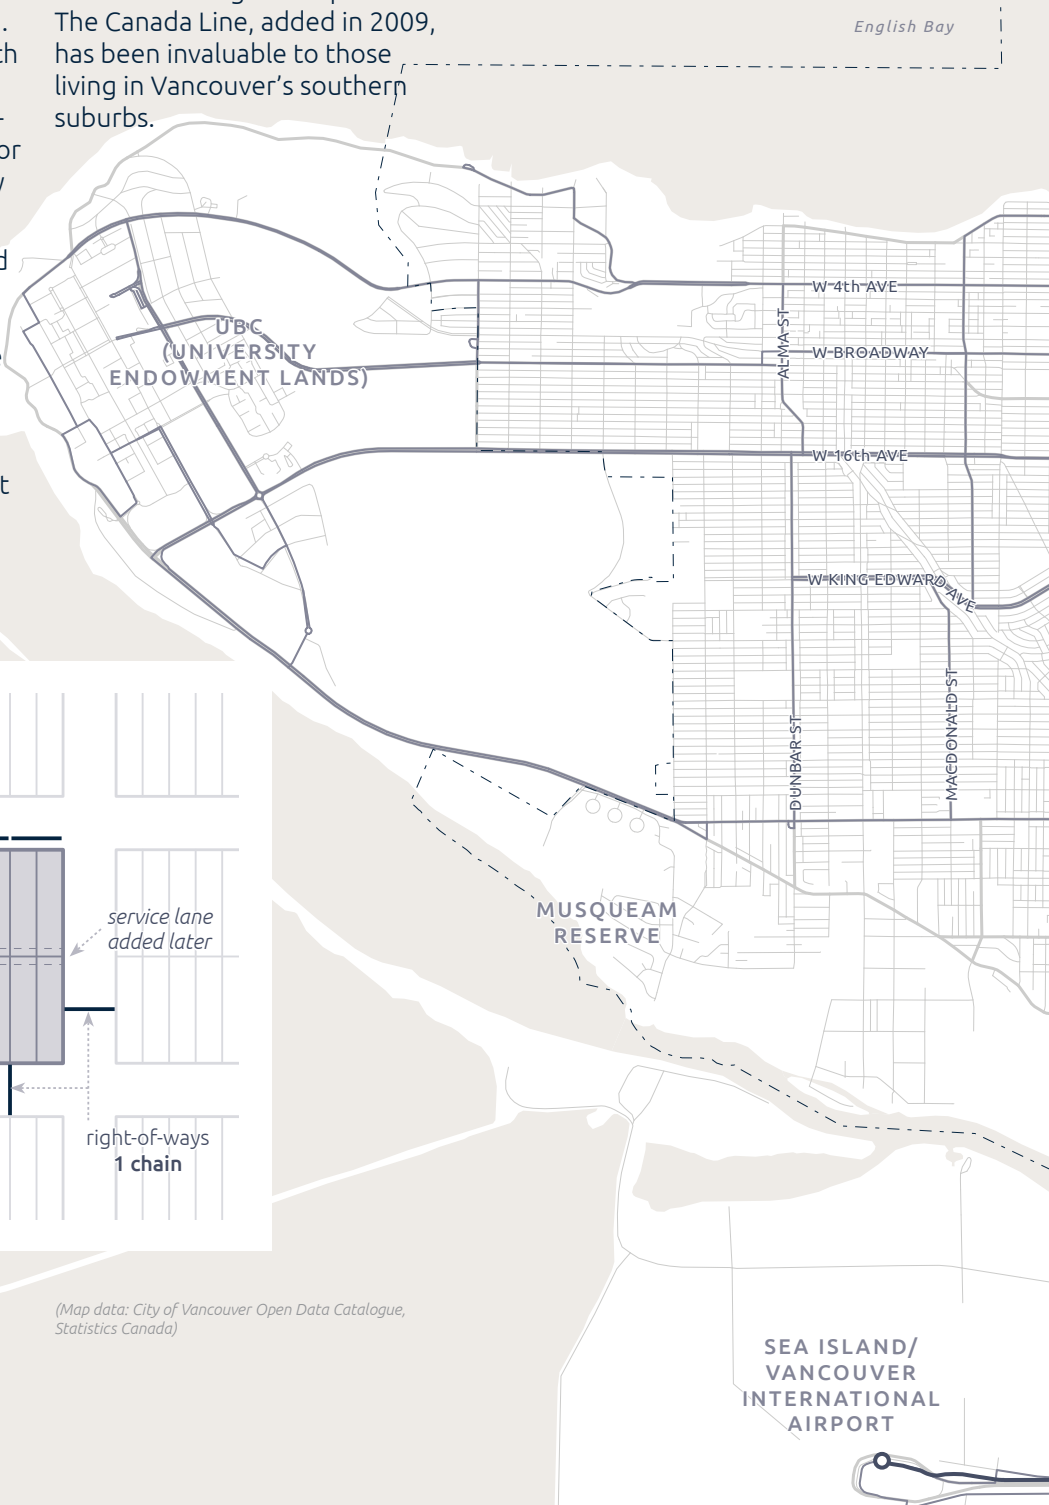 The Canada Line, added in 2009,
has been invaluable to those
living in Vancouver's southern
suburbs.
English Bay
W 4th AVE
ALMA ST
W BROADWAY
UBC
(UNIVERSITY
ENDOWMENT LANDS)
W 16th AVE
W KING EDWARD AVE
MACDONALD ST
DUNBAR ST
MUSQUEAM
RESERVE
service lane
added later
right-of-ways
1 chain
(Map data: City of Vancouver Open Data Catalogue,
Statistics Canada)
SEA ISLAND/
VANCOUVER
INTERNATIONAL
AIRPORT